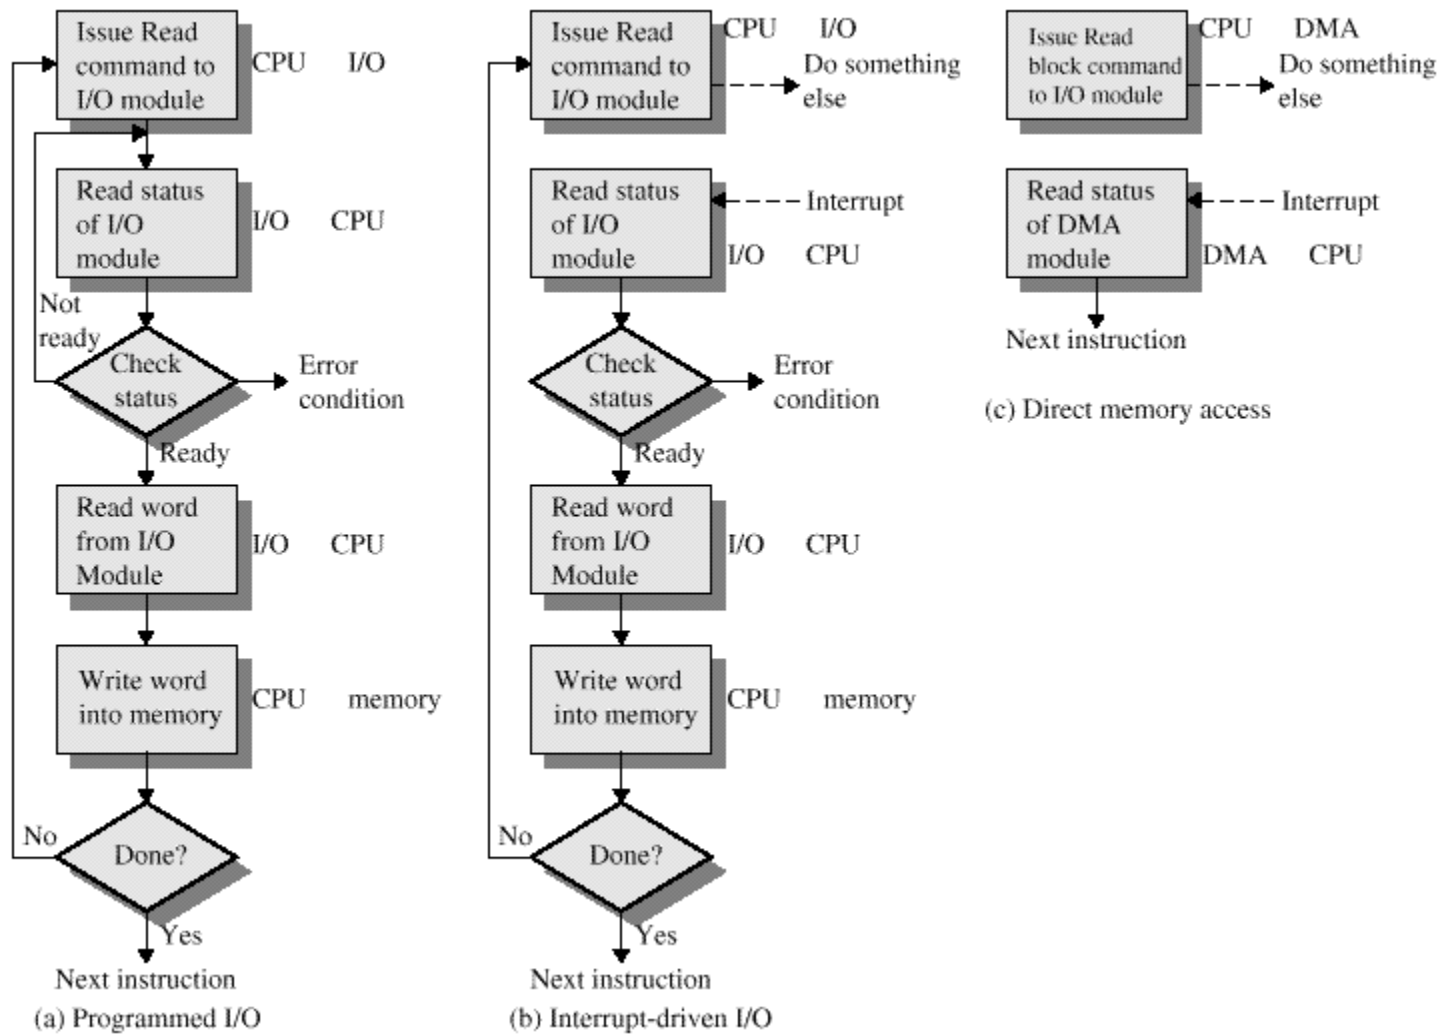 Issue Read
command to
I/O module
CPU I/O
Read status
of I/O
module
I/O CPU
Not
ready
Check
status
Error
condition
Ready
Read word
from I/O
Module
I/O CPU
Write word
into memory
CPU memory
No
Done?
Yes
Next instruction
(a) Programmed I/O
Issue Read
command to
I/O module
CPU I/O
Do something
else
Read status
of I/O
module
Interrupt
I/O CPU
Check
status
Error
condition
Ready
Read word
from I/O
Module
I/O CPU
Write word
into memory
CPU memory
No
Done?
Yes
Next instruction
(b) Interrupt-driven I/O
Issue Read
block command
to I/O module
CPU DMA
Do something
else
Read status
of DMA
module
Interrupt
DMA CPU
Next instruction
(c) Direct memory access